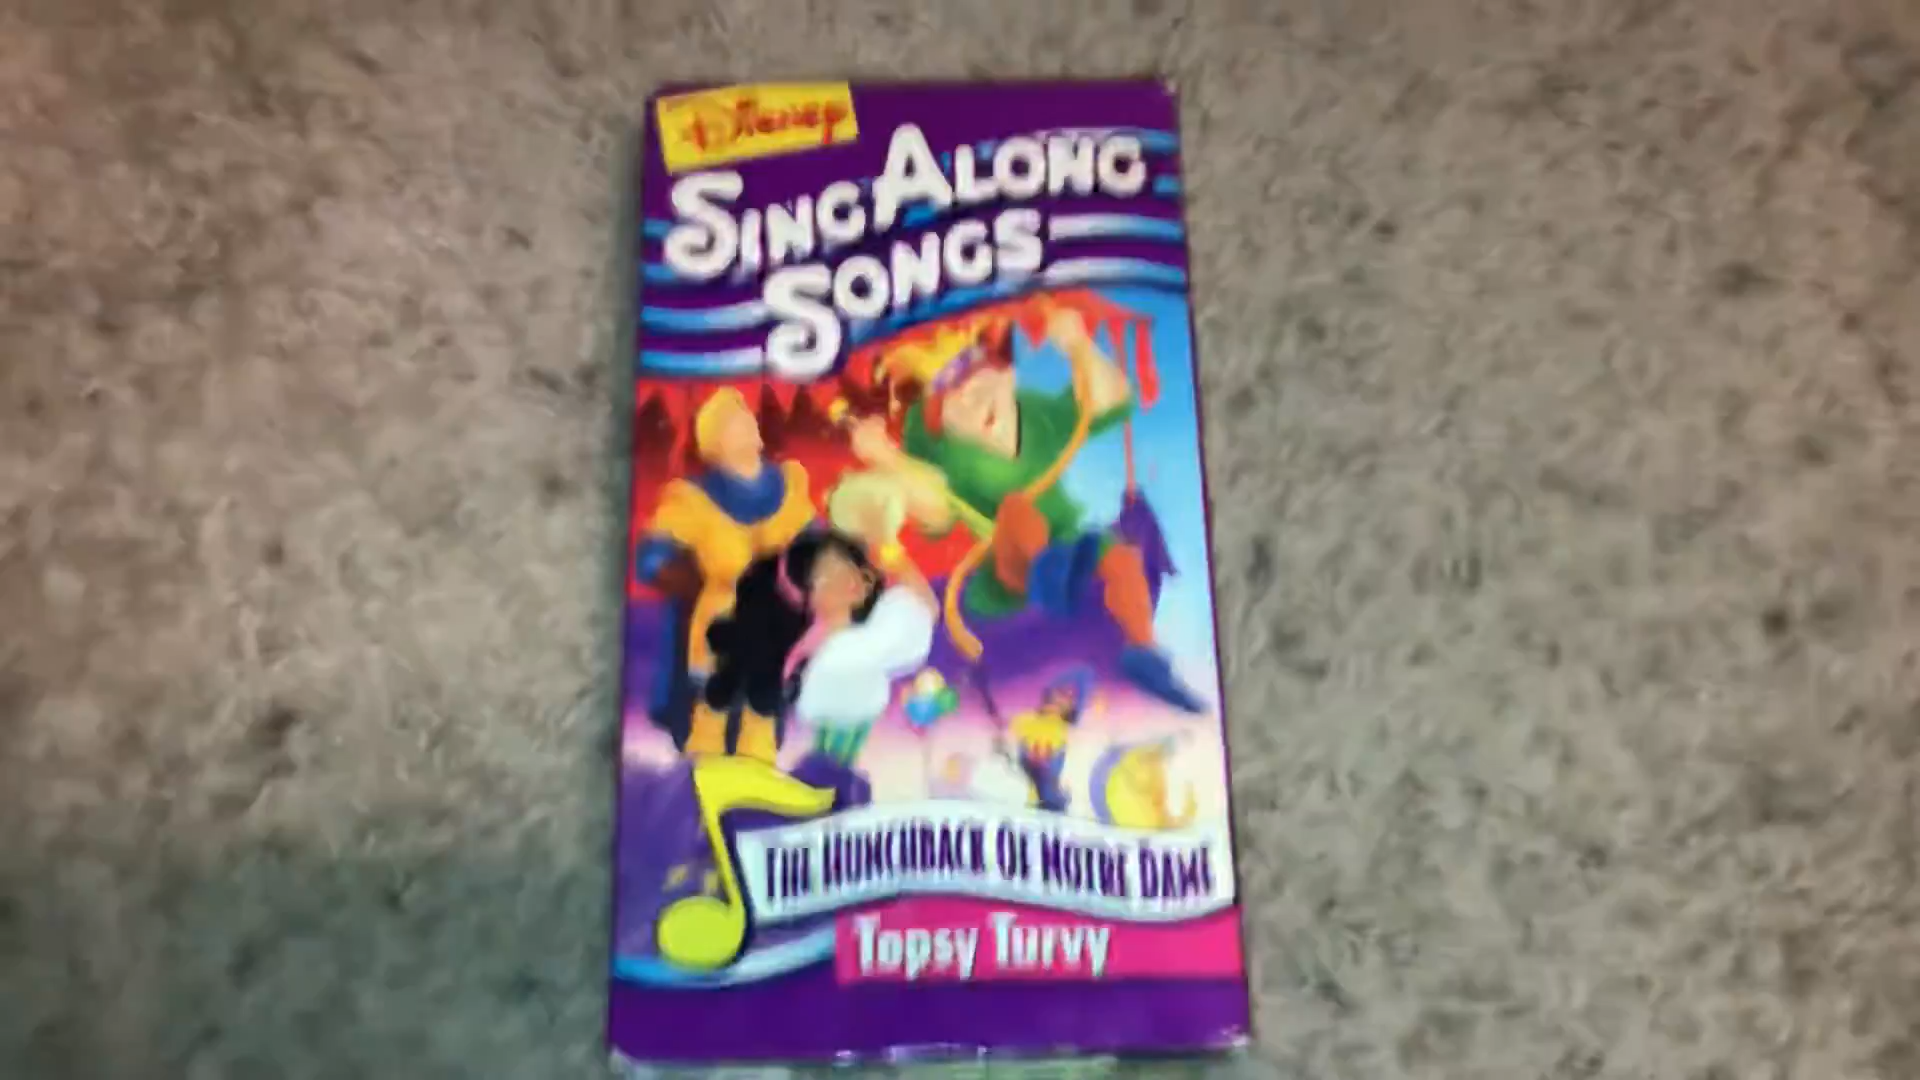 Disney
SING ALONG
SONGS
THE HUNCHBACK OF NOTRE DAME
Topsy Turvy